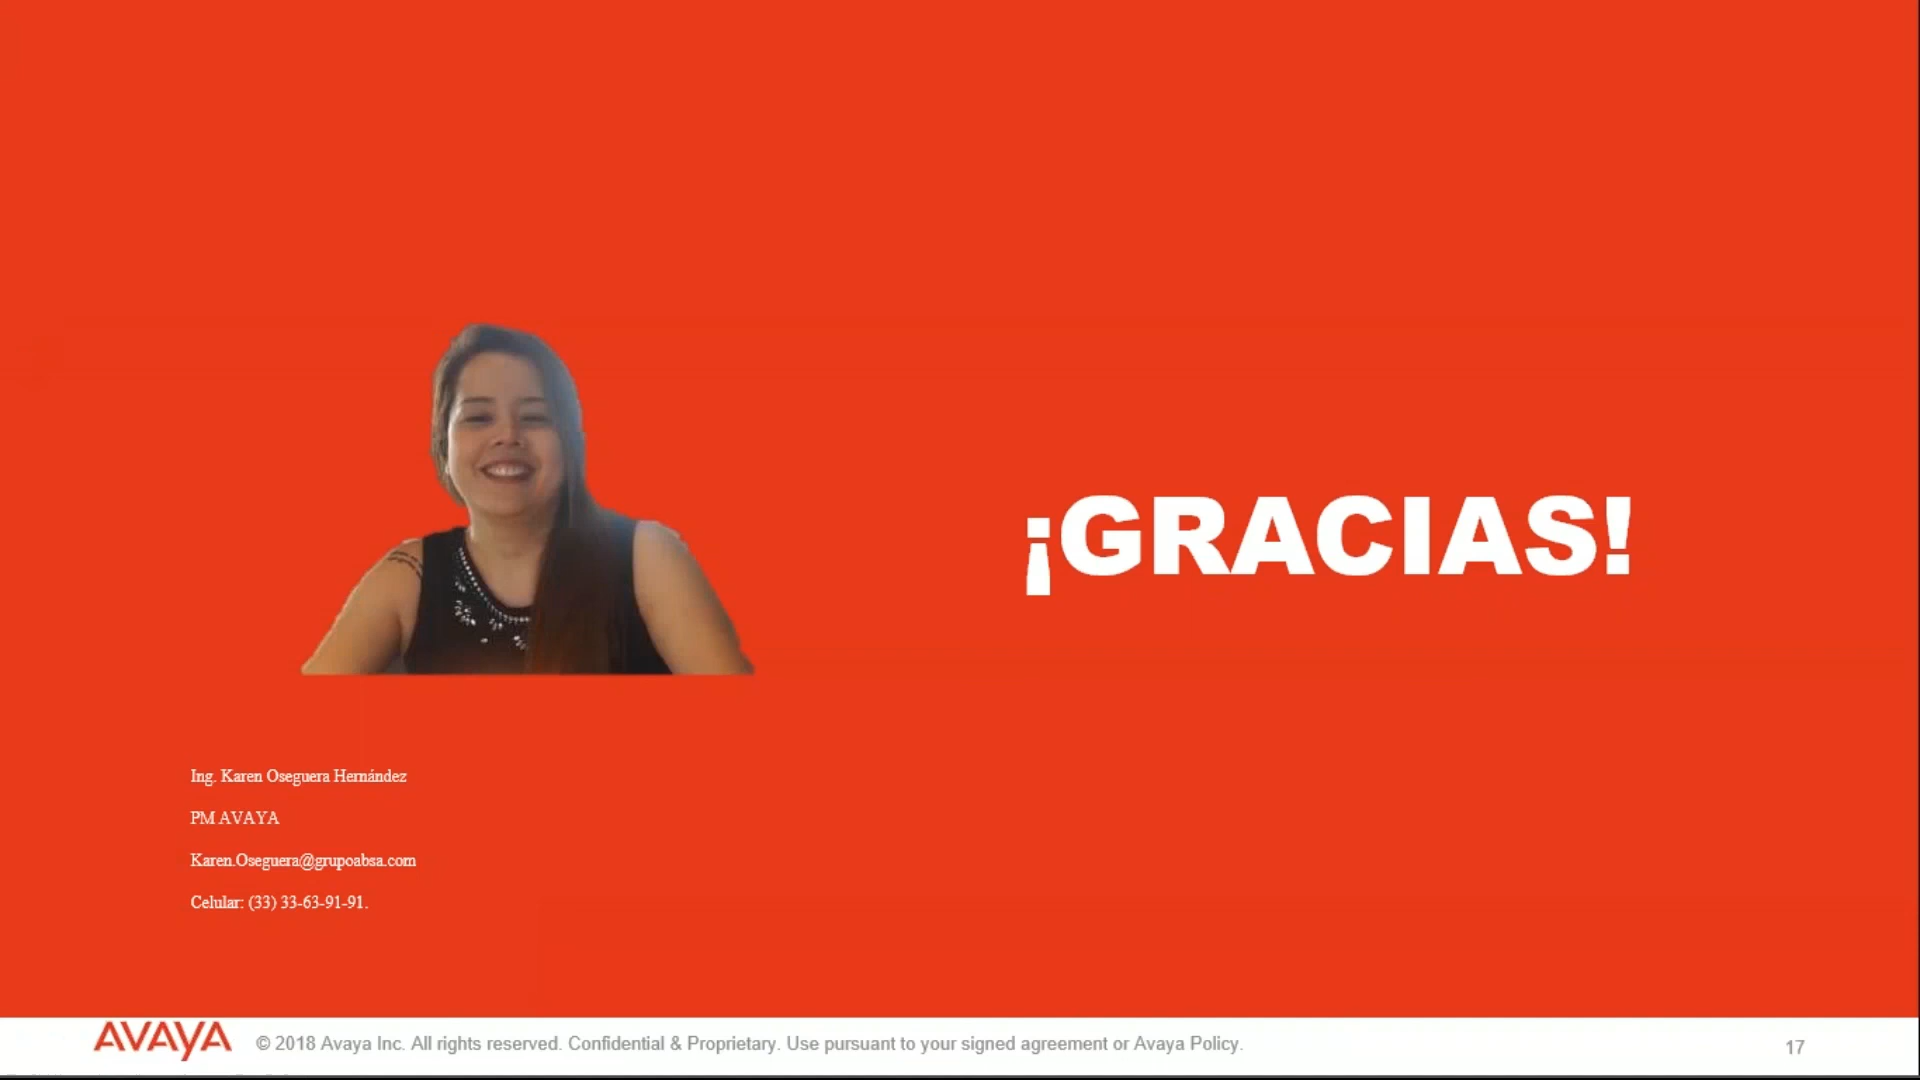 ¡GRACIAS!
Ing. Karen Oseguera Hernández
PM AVAYA
Karen.Oseguera@grupoabsa.com
Celular: (33) 33-63-91-91.
AVAYA © 2018 Avaya Inc. All rights reserved. Confidential & Proprietary. Use pursuant to your signed agreement or Avaya Policy. 17